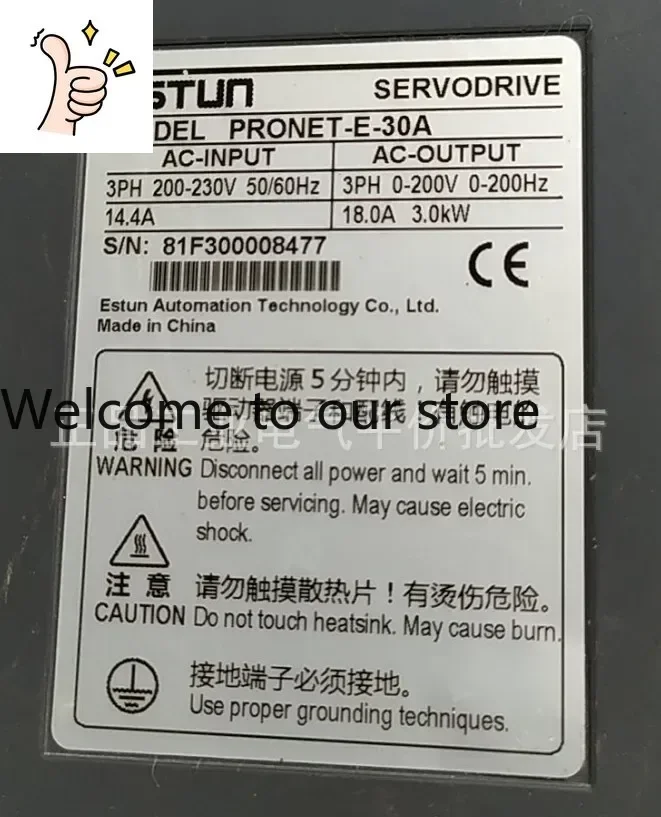 STUN SERVODRIVE
DEL PRONET-E-30A
AC-INPUT AC-OUTPUT
3PH 200-230V 50/60Hz 3PH 0-200V 0-200Hz
14.4A 18.0A 3.0kW
S/N: 81F300008477
CE
Estun Automation Technology Co., Ltd.
Made in China
切断电源5分钟内，请勿触摸
Welcome to our store
危险 危险。
WARNING Disconnect all power and wait 5 min.
before servicing. May cause electric
shock.
注意 请勿触摸散热片！有烫伤危险。
CAUTION Do not touch heatsink. May cause burn.
接地端子必须接地。
Use proper grounding techniques.